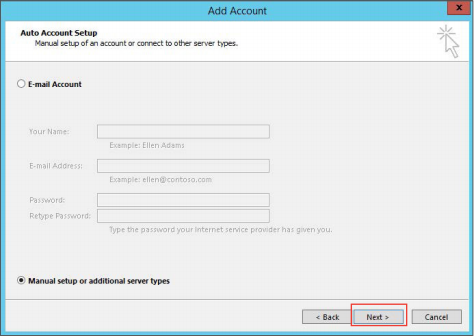 Add Account
x
Auto Account Setup
Manual setup of an account or connect to other server types.
E-mail Account
Your Name:
Example: Ellen Adams
E-mail Address:
Example: ellen@contoso.com
Password:
Retype Password:
Type the password your Internet service provider has given you.
Manual setup or additional server types
< Back Next > Cancel